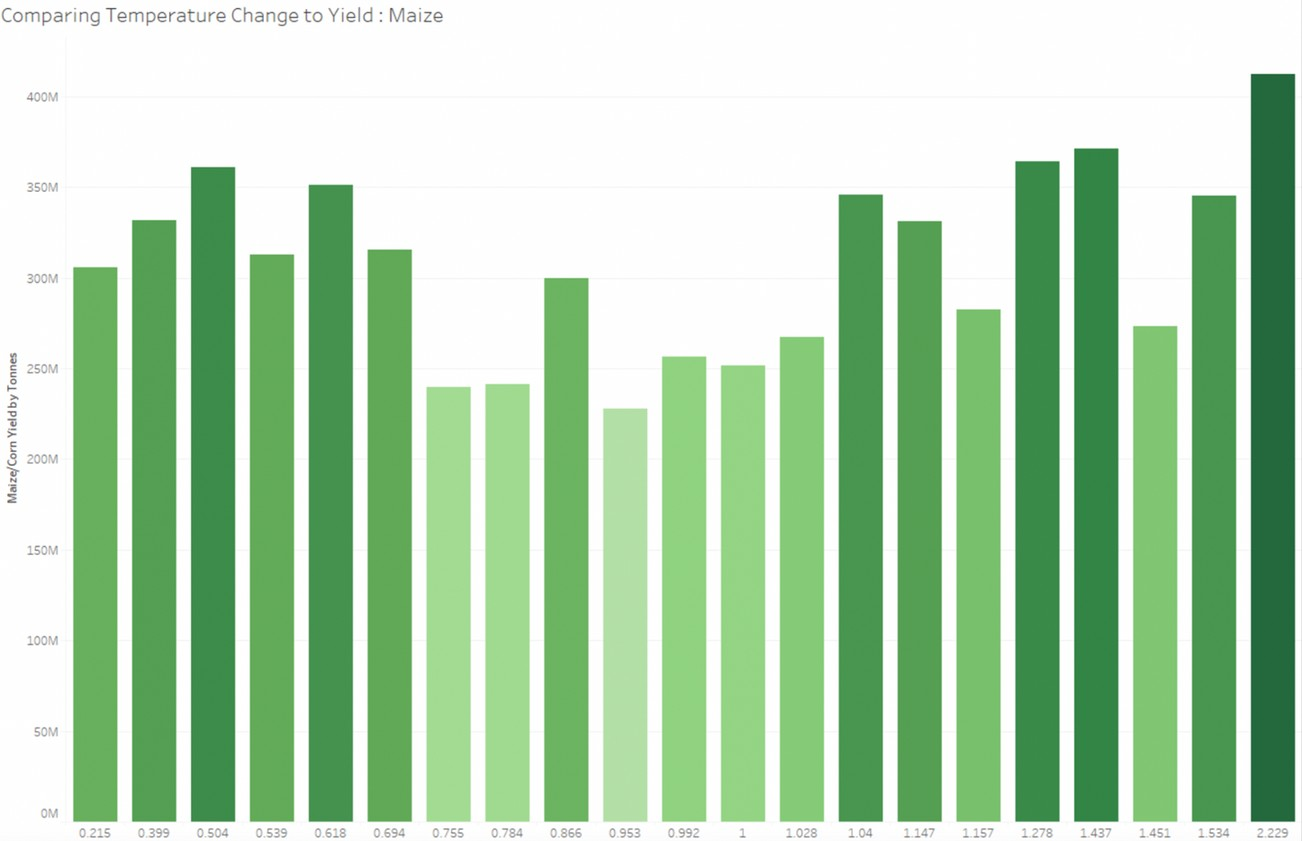 Comparing Temperature Change to Yield : Maize
Maize/Corn Yield by Tonnes
400M
350M
300M
250M
200M
150M
100M
50M
0M
0.215 0.399 0.504 0.539 0.618 0.694 0.755 0.784 0.866 0.953 0.992 1 1.028 1.04 1.147 1.157 1.278 1.437 1.451 1.534 2.229